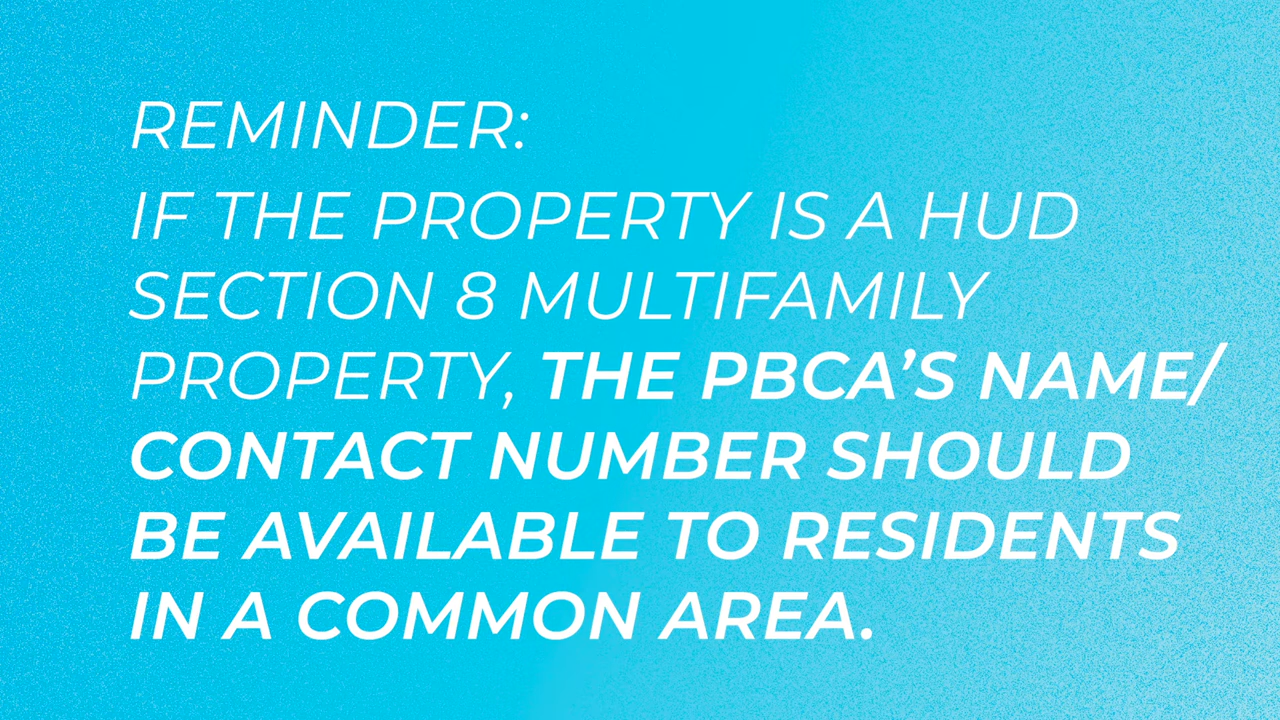 REMINDER:
IF THE PROPERTY IS A HUD
SECTION 8 MULTIFAMILY
PROPERTY, THE PBCA’S NAME/
CONTACT NUMBER SHOULD
BE AVAILABLE TO RESIDENTS
IN A COMMON AREA.